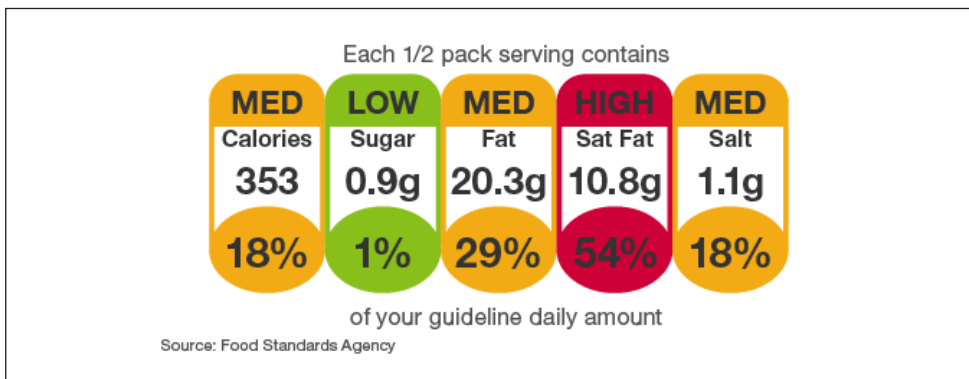 Each 1/2 pack serving contains
MED LOW MED HIGH MED
Calories Sugar Fat Sat Fat Salt
353 0.9g 20.3g 10.8g 1.1g
18% 1% 29% 54% 18%
of your guideline daily amount
Source: Food Standards Agency